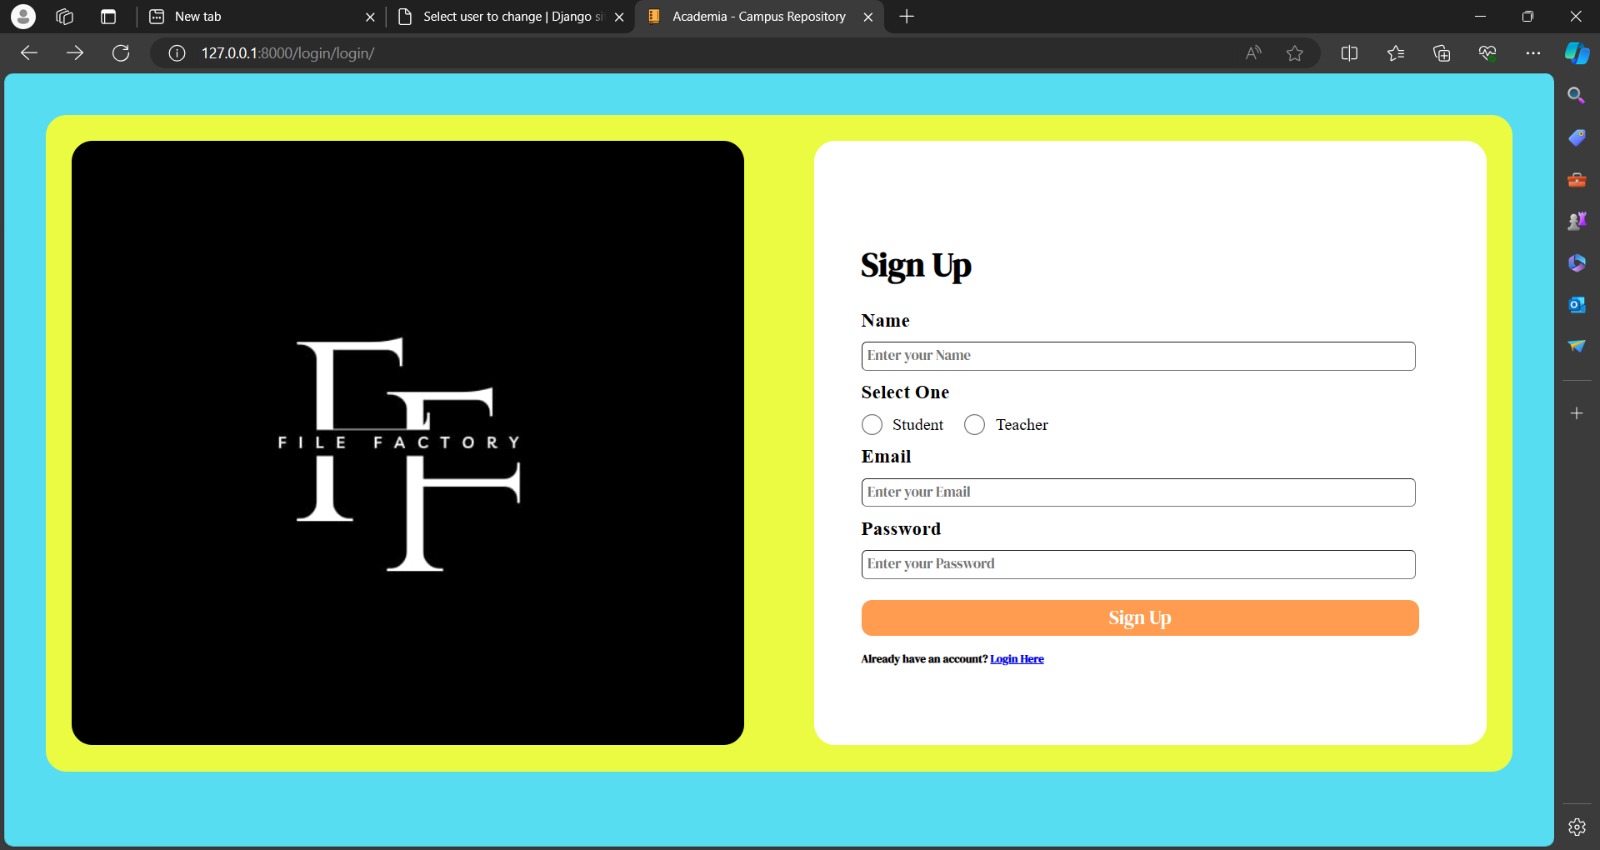 New tab
Select user to change | Django si
Academia - Campus Repository
127.0.0.1:8000/login/login/
FILE FACTORY
Sign Up
Name
Enter your Name
Select One
Student
Teacher
Email
Enter your Email
Password
Enter your Password
Sign Up
Already have an account? Login Here